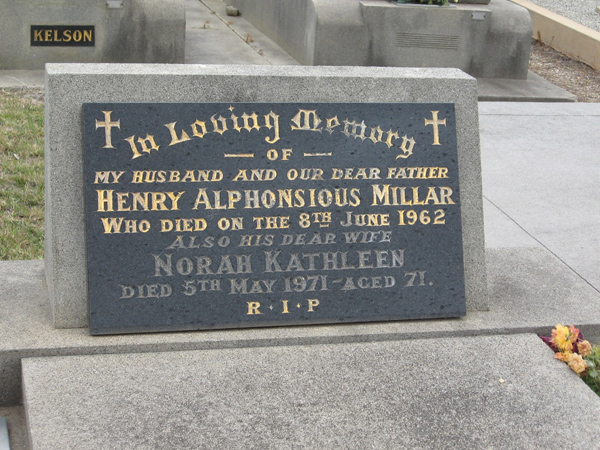 KELSON
In Loving Memory
OF
MY HUSBAND AND OUR DEAR FATHER
HENRY ALPHONSIOUS MILLAR
WHO DIED ON THE 8TH JUNE 1962
ALSO HIS DEAR WIFE
NORAH KATHLEEN
DIED 5TH MAY 1971 - AGED 71.
R · I · P